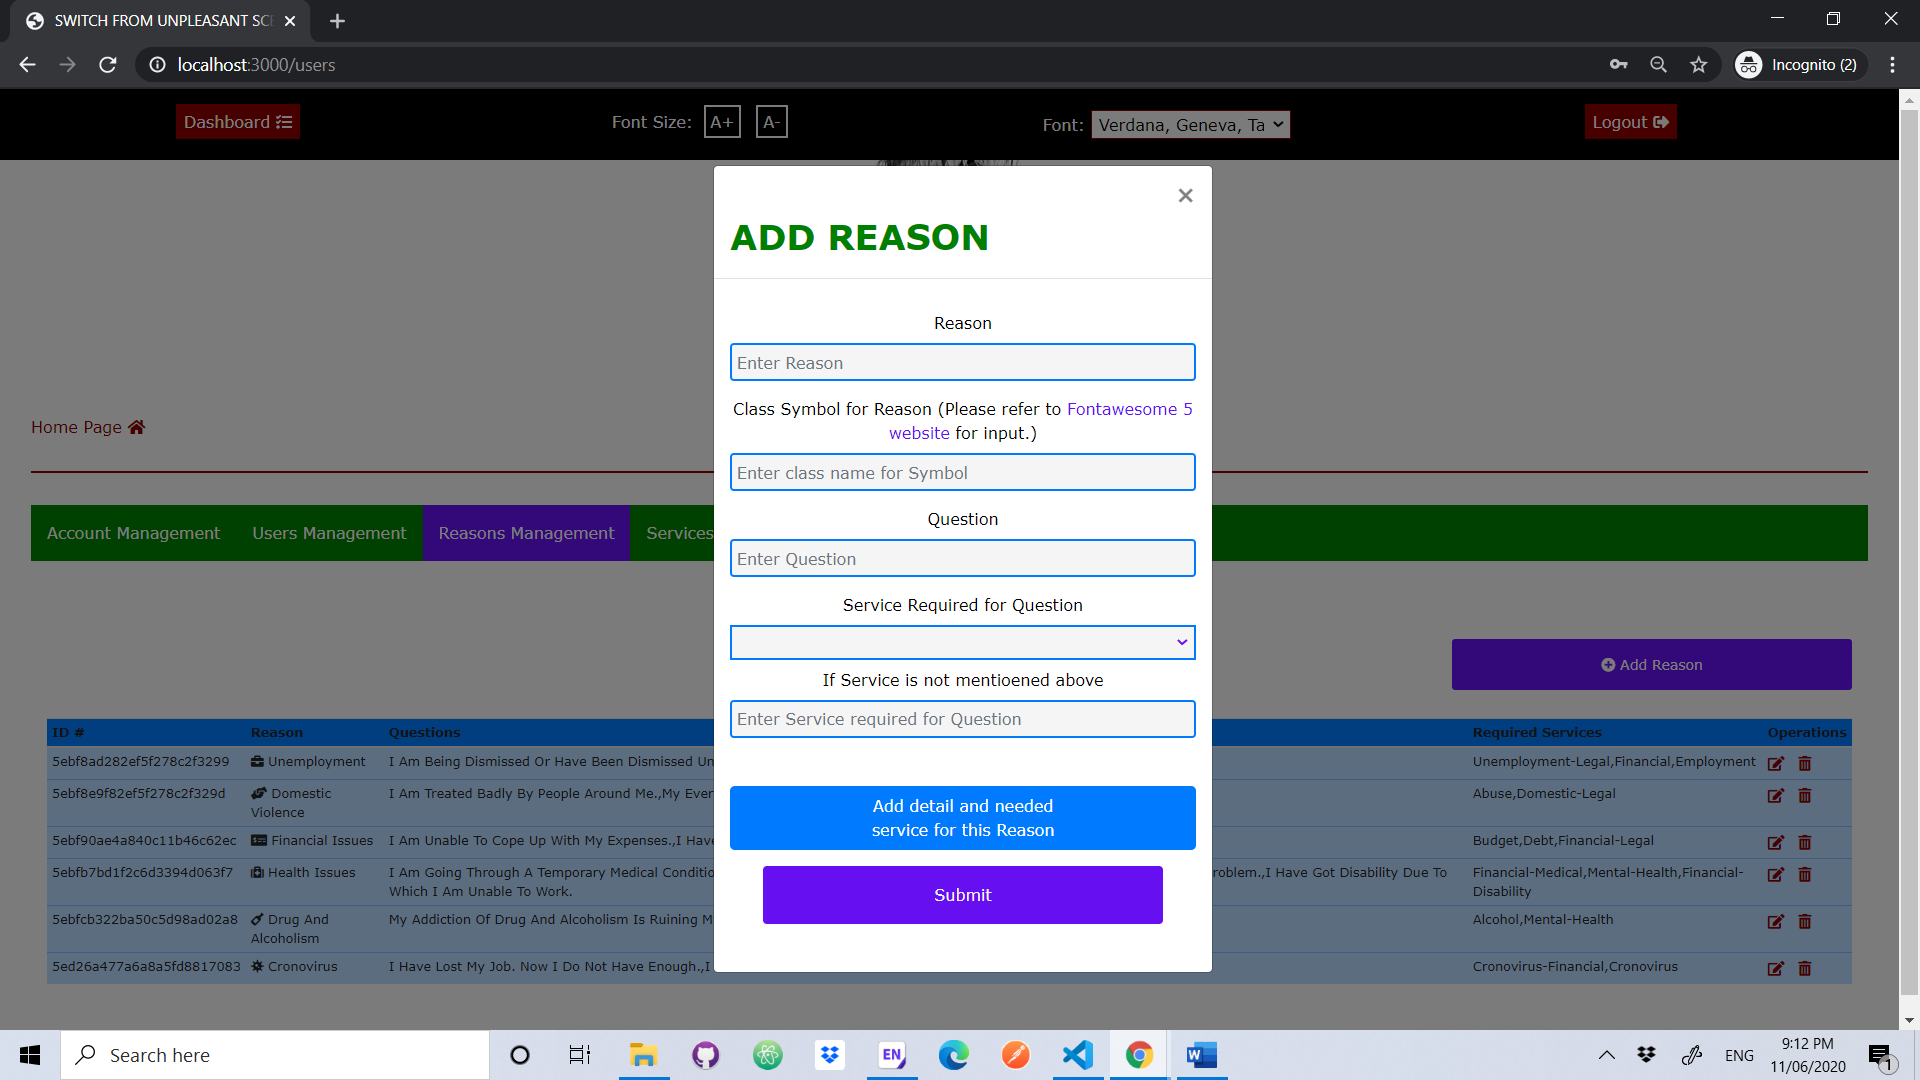 SWITCH FROM UNPLEASANT SCE
localhost:3000/users
Incognito (2)
Dashboard
Font Size: A+ A-
Font: Verdana, Geneva, Ta
Logout
×
ADD REASON
Reason
Enter Reason
Class Symbol for Reason (Please refer to Fontawesome 5
website for input.)
Enter class name for Symbol
Question
Enter Question
Service Required for Question
If Service is not mentioened above
Enter Service required for Question
Add detail and needed
service for this Reason
Submit
Home Page
Account Management Users Management Reasons Management Services
Add Reason
ID # Reason Questions Required Services Operations
5ebf8ad282ef5f278c2f3299 Unemployment I Am Being Dismissed Or Have Been Dismissed Un Unemployment-Legal,Financial,Employment
5ebf8e9f82ef5f278c2f329d Domestic I Am Treated Badly By People Around Me.,My Ever Abuse,Domestic-Legal
Violence
5ebf90ae4a840c11b46c62ec Financial Issues I Am Unable To Cope Up With My Expenses.,I Have Budget,Debt,Financial-Legal
5ebfb7bd1f2c6d3394d063f7 Health Issues I Am Going Through A Temporary Medical Conditio roblem.,I Have Got Disability Due To Financial-Medical,Mental-Health,Financial-
Which I Am Unable To Work. Disability
5ebfcb322ba50c5d98ad02a8 Drug And My Addiction Of Drug And Alcoholism Is Ruining M Alcohol,Mental-Health
Alcoholism
5ed26a477a6a8a5fd8817083 Cronovirus I Have Lost My Job. Now I Do Not Have Enough.,I Cronovirus-Financial,Cronovirus
Search here
EN
ENG
9:12 PM
11/06/2020
1